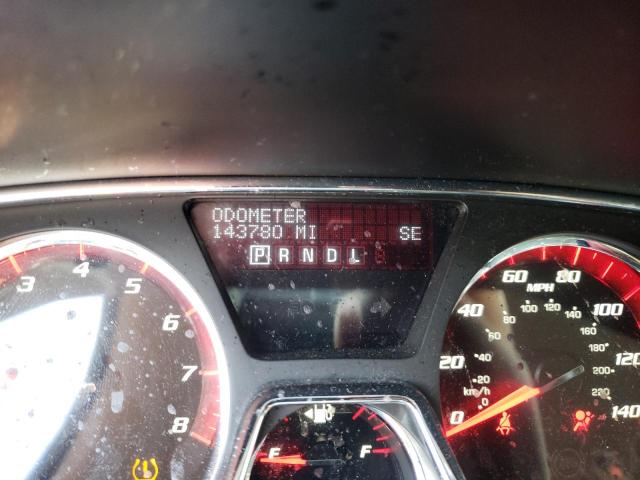 ODOMETER
143780 MI SE
P R N D L
3 4 5 6 7 8
E F
MPH
0 20 40 60 80 100 120 140
km/h
0 20 40 60 80 100 120 140 160 180 200 220